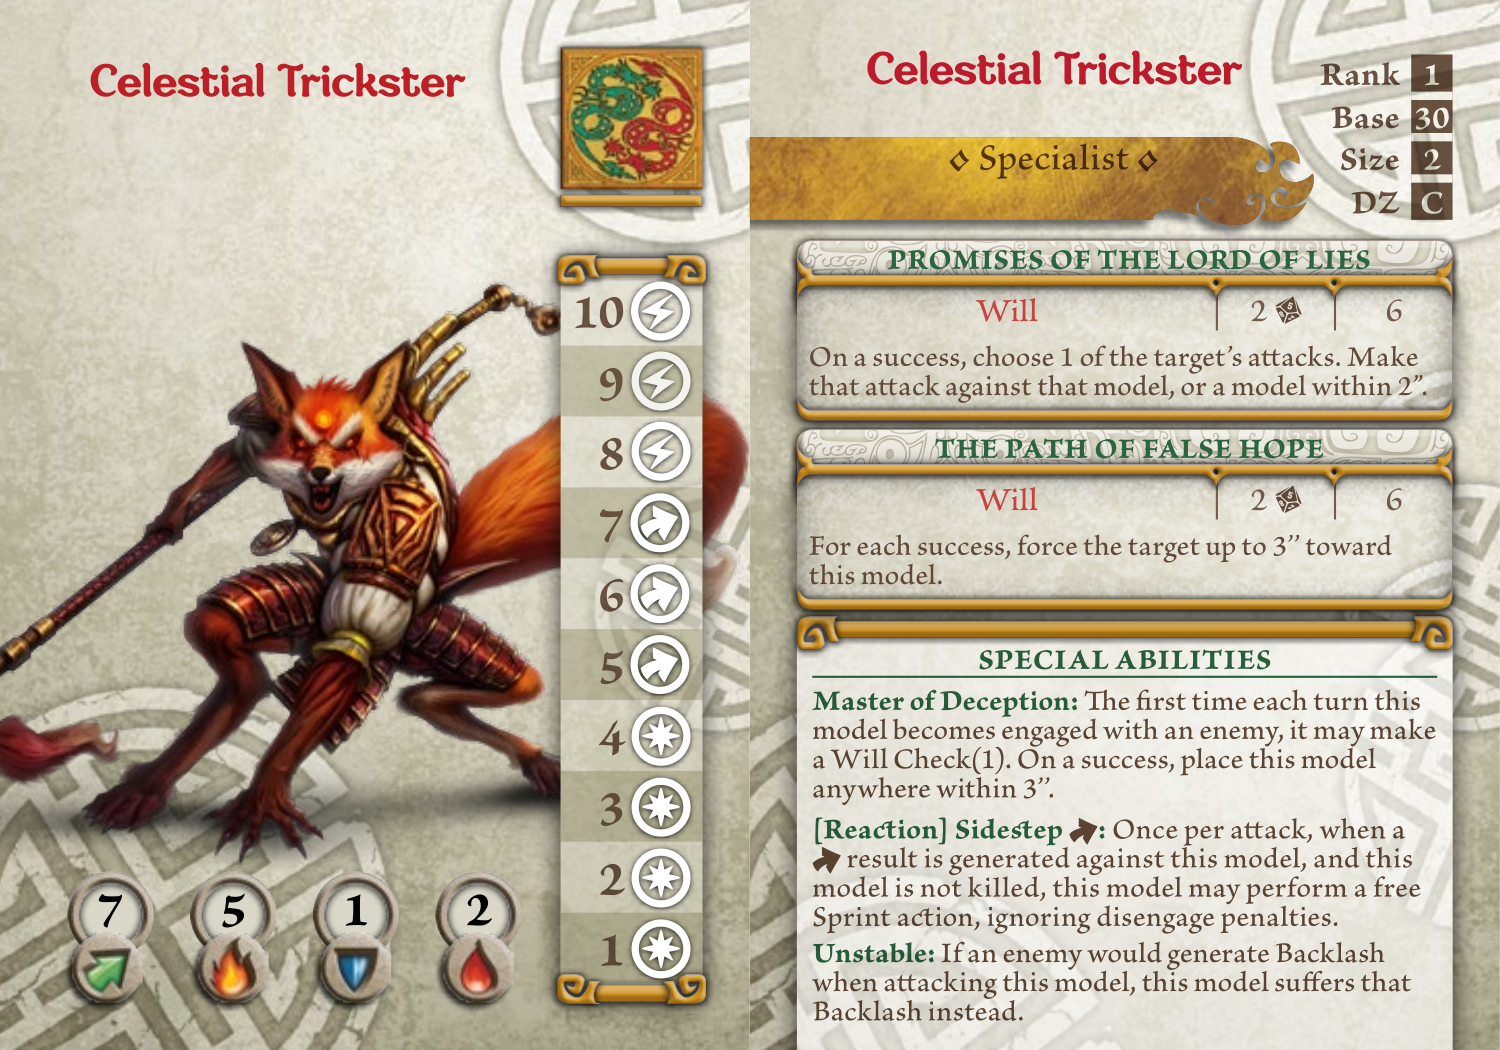 Celestial Trickster
10
9
8
7
6
5
4
3
2
1
7 5 1 2
Celestial Trickster
Rank 1
Base 30
Size 2
DZ C
Specialist
PROMISES OF THE LORD OF LIES
Will 2 6
On a success, choose 1 of the target's attacks. Make
that attack against that model, or a model within 2”.
THE PATH OF FALSE HOPE
Will 2 6
For each success, force the target up to 3’’ toward
this model.
SPECIAL ABILITIES
Master of Deception: The first time each turn this
model becomes engaged with an enemy, it may make
a Will Check(1). On a success, place this model
anywhere within 3’’.
[Reaction] Sidestep : Once per attack, when a
result is generated against this model, and this
model is not killed, this model may perform a free
Sprint action, ignoring disengage penalties.
Unstable: If an enemy would generate Backlash
when attacking this model, this model suffers that
Backlash instead.